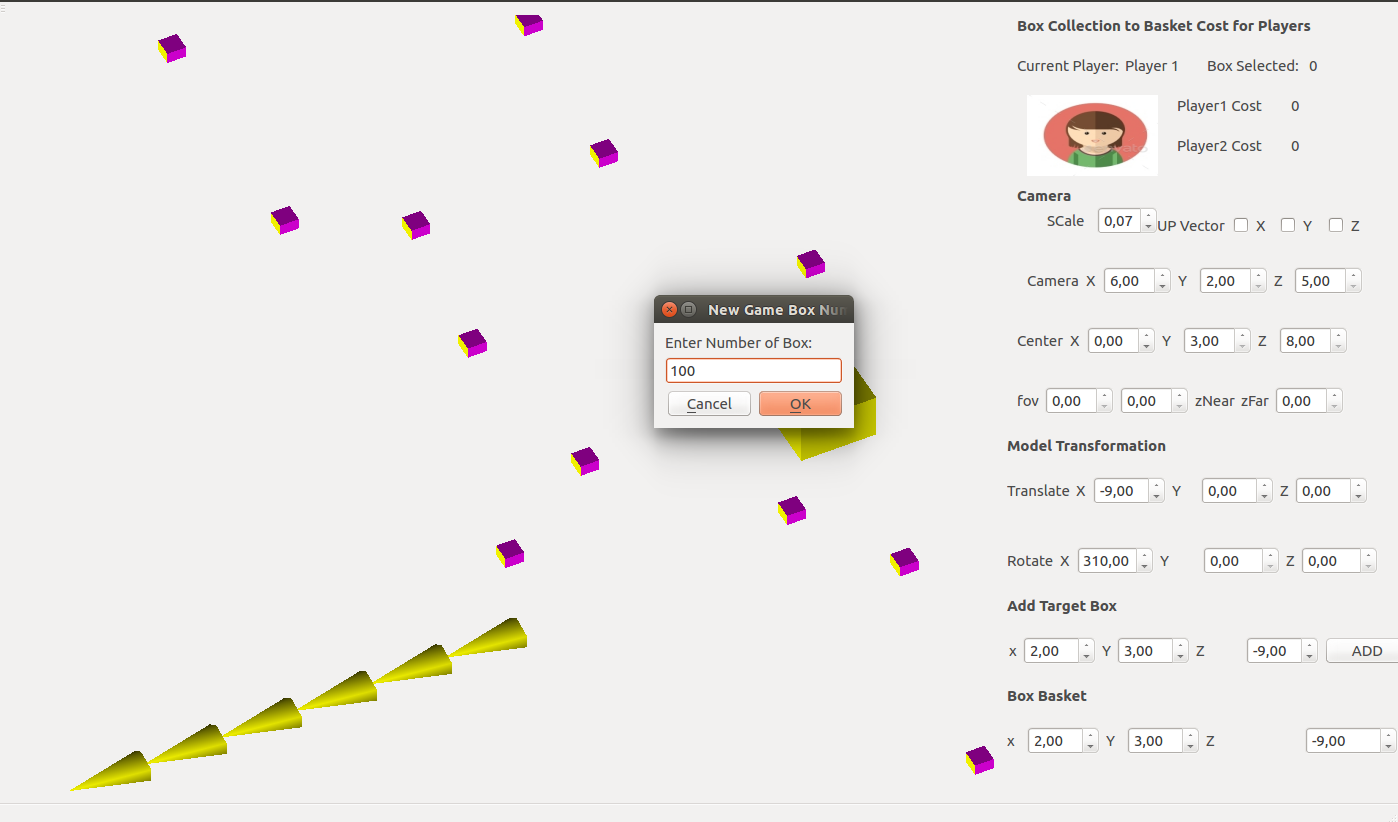 Box Collection to Basket Cost for Players
Current Player: Player 1 Box Selected: 0
Player1 Cost 0
Player2 Cost 0
Camera
SCale 0,07 UP Vector X Y Z
Camera X 6,00 Y 2,00 Z 5,00
New Game Box Num
Enter Number of Box:
100
Cancel OK
Center X 0,00 Y 3,00 Z 8,00
fov 0,00 0,00 zNear zFar 0,00
Model Transformation
Translate X -9,00 Y 0,00 Z 0,00
Rotate X 310,00 Y 0,00 Z 0,00
Add Target Box
x 2,00 Y 3,00 Z -9,00 ADD
Box Basket
x 2,00 Y 3,00 Z -9,00